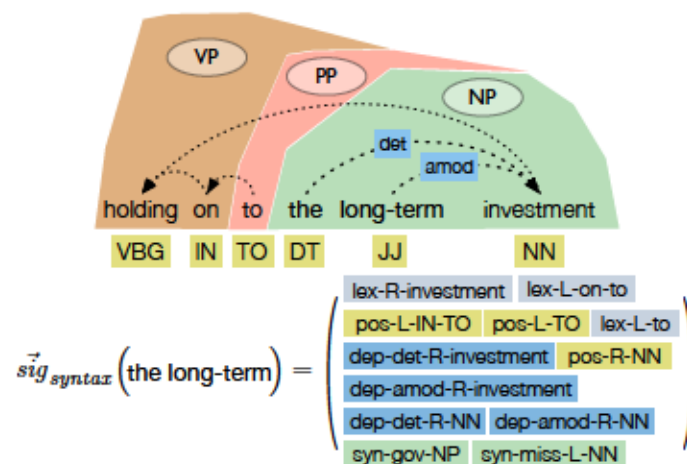 VP
PP
NP
det
amod
holding on to the long-term investment
VBG IN TO DT JJ NN
lex-R-investment lex-L-on-to
pos-L-IN-TO pos-L-TO lex-L-to
dep-det-R-investment pos-R-NN
dep-amod-R-investment
dep-det-R-NN dep-amod-R-NN
syn-gov-NP syn-miss-L-NN
sig syntax (the long-term) =